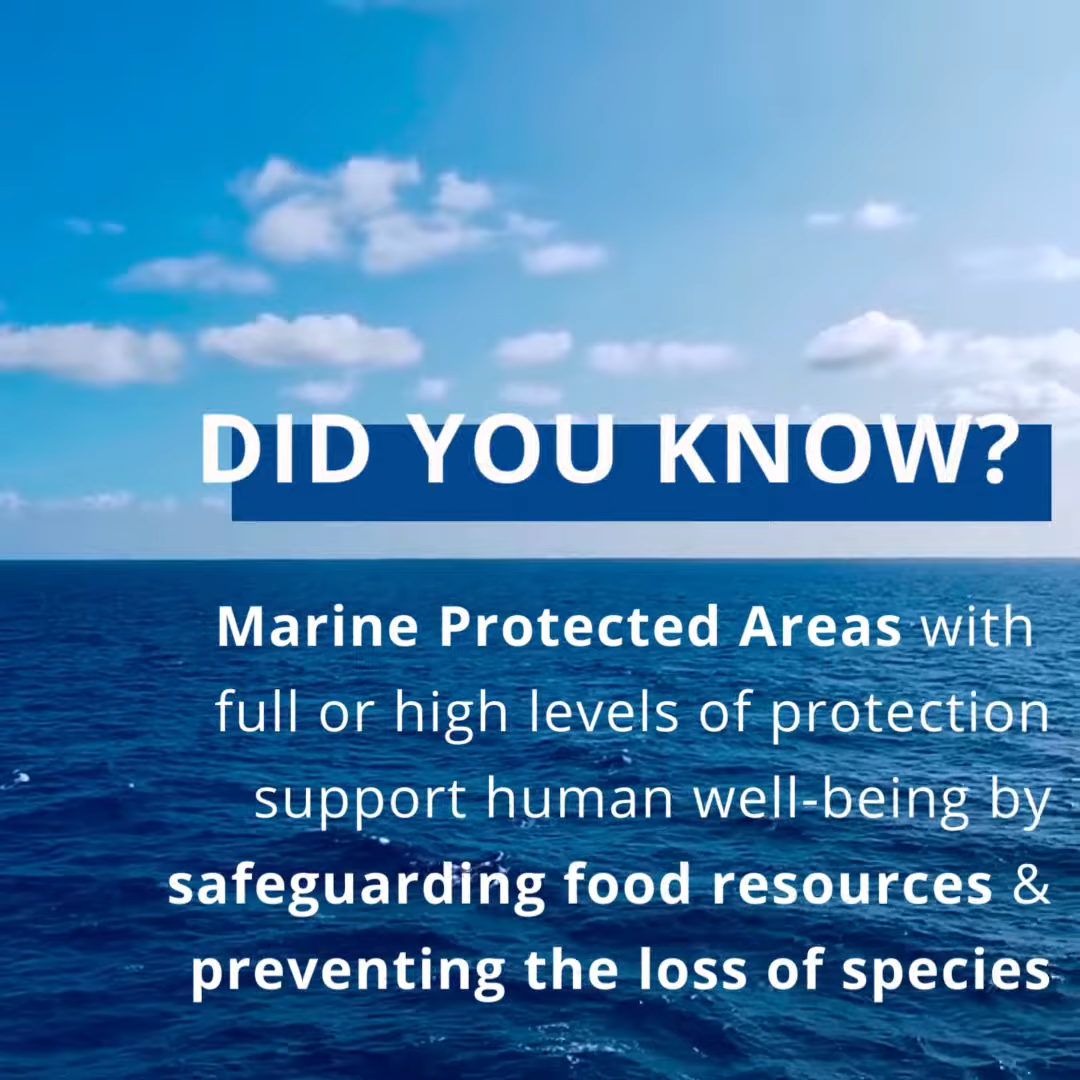 DID YOU KNOW?
Marine Protected Areas with
full or high levels of protection
support human well-being by
safeguarding food resources &
preventing the loss of species